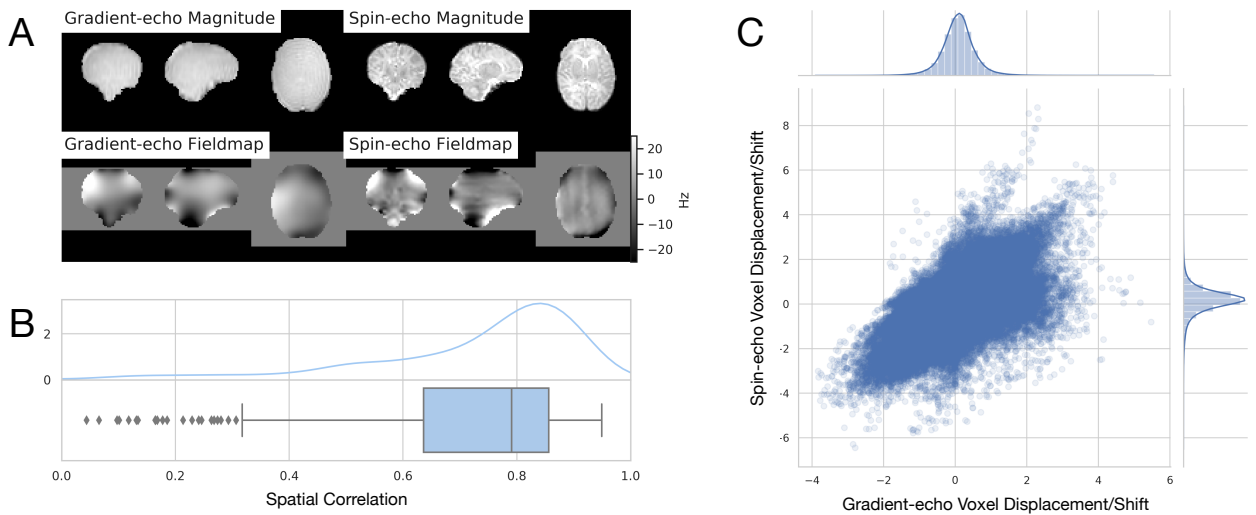 A
Gradient-echo Magnitude
Spin-echo Magnitude
Gradient-echo Fieldmap
Spin-echo Fieldmap
20
10
0
−10
−20
Hz
B
2
0
0.0 0.2 0.4 0.6 0.8 1.0
Spatial Correlation
C
8
6
4
2
0
-2
-4
-6
Spin-echo Voxel Displacement/Shift
−4 −2 0 2 4 6
Gradient-echo Voxel Displacement/Shift